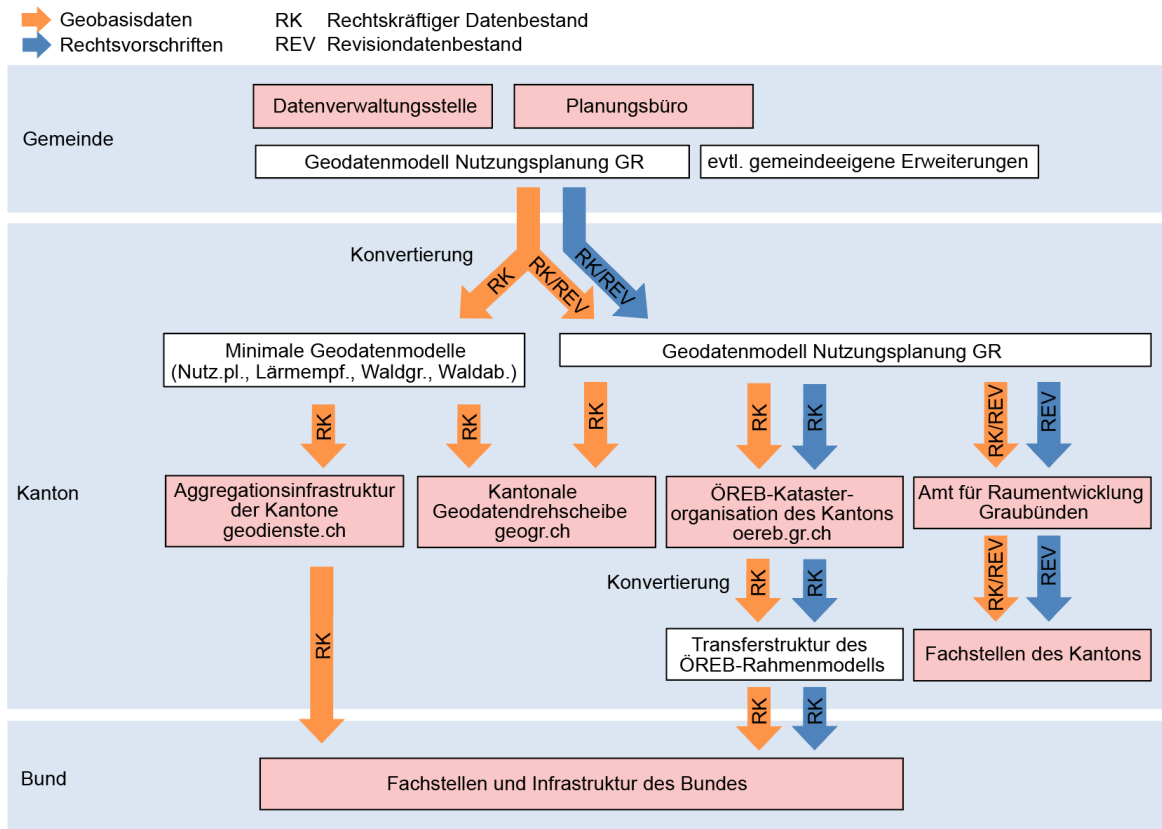 Geobasisdaten
RK Rechtskräftiger Datenbestand
Rechtsvorschriften
REV Revisiondatenbestand
Gemeinde
Datenverwaltungsstelle
Planungsbüro
Geodatenmodell Nutzungsplanung GR
evtl. gemeindeeigene Erweiterungen
Kanton
Konvertierung
RK
RK/REV
RK/REV
Minimale Geodatenmodelle
(Nutz.pl., Lärmempf., Waldgr., Waldab.)
Geodatenmodell Nutzungsplanung GR
RK
RK
RK
RK
RK
RK/REV
REV
Aggregationsinfrastruktur
der Kantone
geodienste.ch
Kantonale
Geodatendrehscheibe
geogr.ch
ÖREB-Kataster-
organisation des Kantons
oereb.gr.ch
Amt für Raumentwicklung
Graubünden
RK
Konvertierung
RK
RK
RK/REV
REV
Transferstruktur des
ÖREB-Rahmenmodells
Fachstellen des Kantons
RK
RK
Bund
Fachstellen und Infrastruktur des Bundes